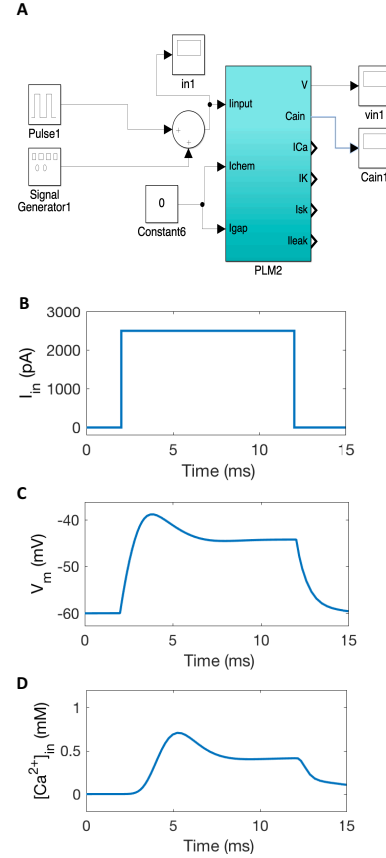 A
in1
Pulse1
Signal
Generator1
0
Constant6
+
+
Iinput
Ichem
Igap
V
Cain
ICa
IK
Isk
Ileak
PLM2
vin1
Cain1
B
3000
2000
1000
0
I_in (pA)
0 5 10 15
Time (ms)
C
-40
-50
-60
V_m (mV)
0 5 10 15
Time (ms)
D
1
0.5
0
[Ca²⁺]_in (mM)
0 5 10 15
Time (ms)